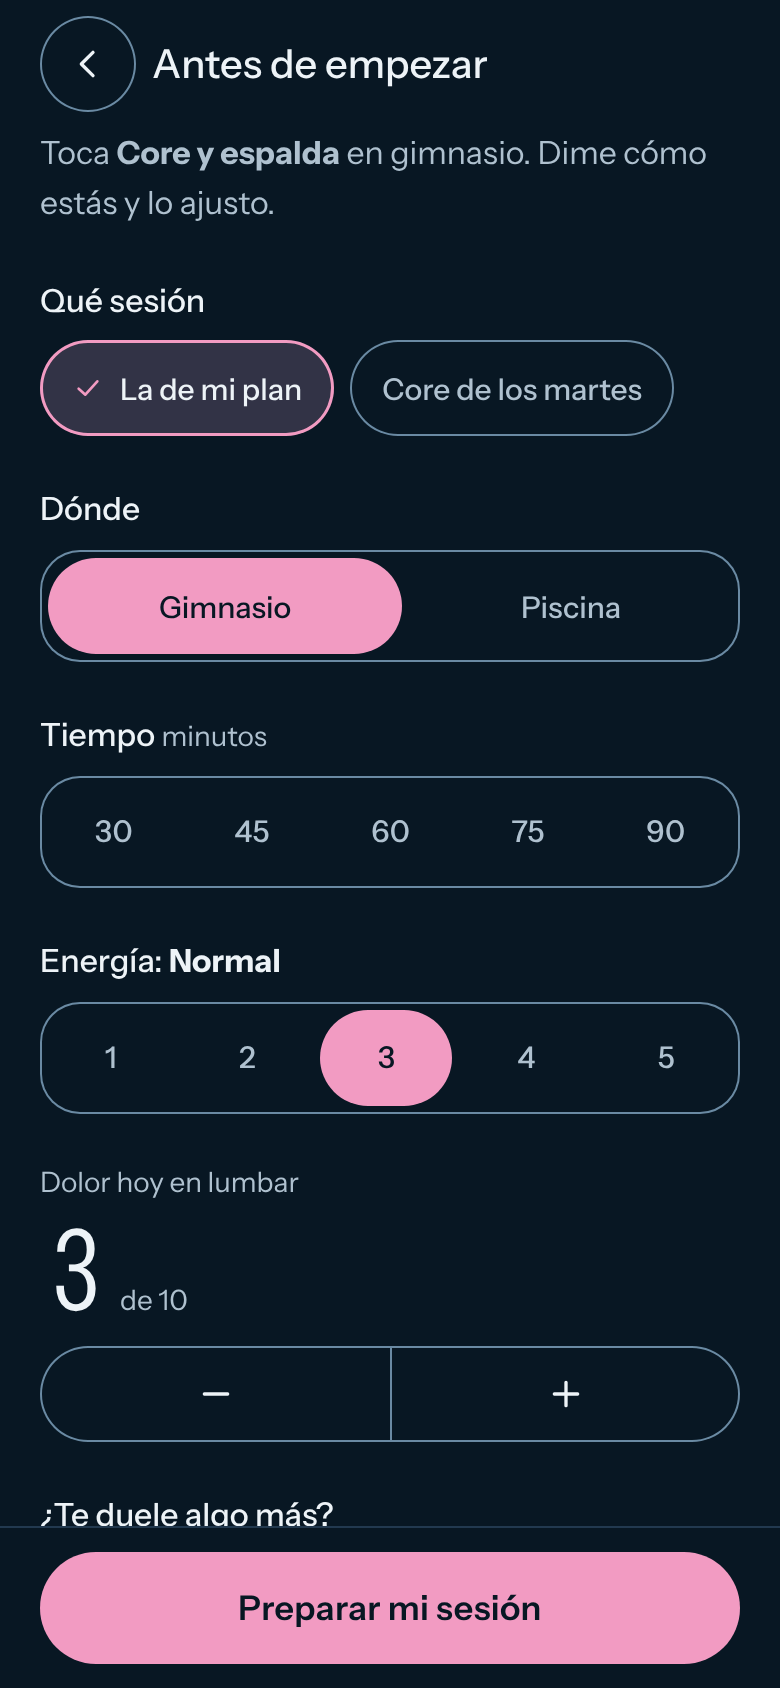 Antes de empezar
Toca Core y espalda en gimnasio. Dime cómo
estás y lo ajusto.
Qué sesión
La de mi plan
Core de los martes
Dónde
Gimnasio
Piscina
Tiempo minutos
30 45 60 75 90
Energía: Normal
1 2 3 4 5
Dolor hoy en lumbar
3 de 10
− +
¿Te duele algo más?
Preparar mi sesión